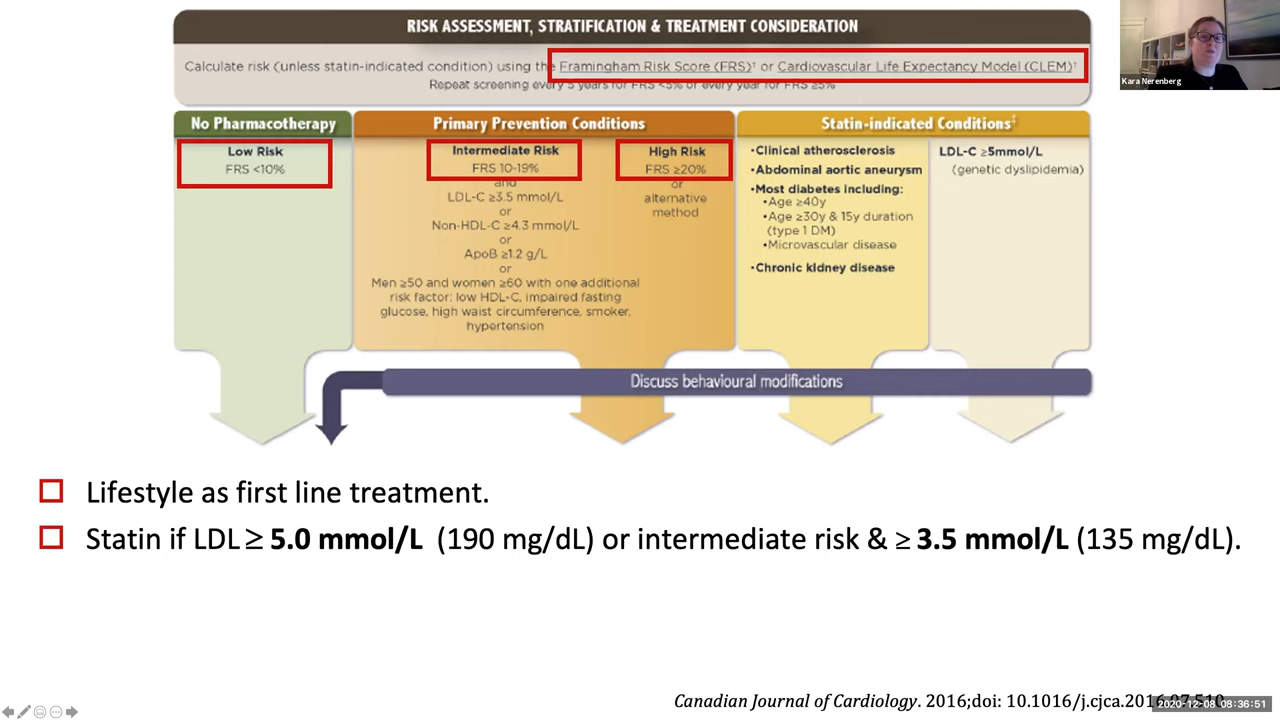 RISK ASSESSMENT, STRATIFICATION & TREATMENT CONSIDERATION
Calculate risk (unless statin-indicated condition) using the Framingham Risk Score (FRS)† or Cardiovascular Life Expectancy Model (CLEM)†
Repeat screening every 5 years for FRS <5% or every year for FRS ≥5%
Kara Nerenberg
No Pharmacotherapy
Low Risk
FRS <10%
Primary Prevention Conditions
Intermediate Risk
FRS 10-19%
and
LDL-C ≥3.5 mmol/L
or
Non-HDL-C ≥4.3 mmol/L
or
ApoB ≥1.2 g/L
or
Men ≥50 and women ≥60 with one additional
risk factor: low HDL-C, impaired fasting
glucose, high waist circumference, smoker,
hypertension
High Risk
FRS ≥20%
or
alternative
method
Statin-indicated Conditions‡
•Clinical atherosclerosis
•Abdominal aortic aneurysm
•Most diabetes including:
•Age ≥40y
•Age ≥30y & 15y duration
(type 1 DM)
•Microvascular disease
•Chronic kidney disease
LDL-C ≥5mmol/L
(genetic dyslipidemia)
Discuss behavioural modifications
Lifestyle as first line treatment.
Statin if LDL ≥ 5.0 mmol/L (190 mg/dL) or intermediate risk & ≥ 3.5 mmol/L (135 mg/dL).
Canadian Journal of Cardiology. 2016;doi: 10.1016/j.cjca.2016.07.510
2020-12-08 08:36:51